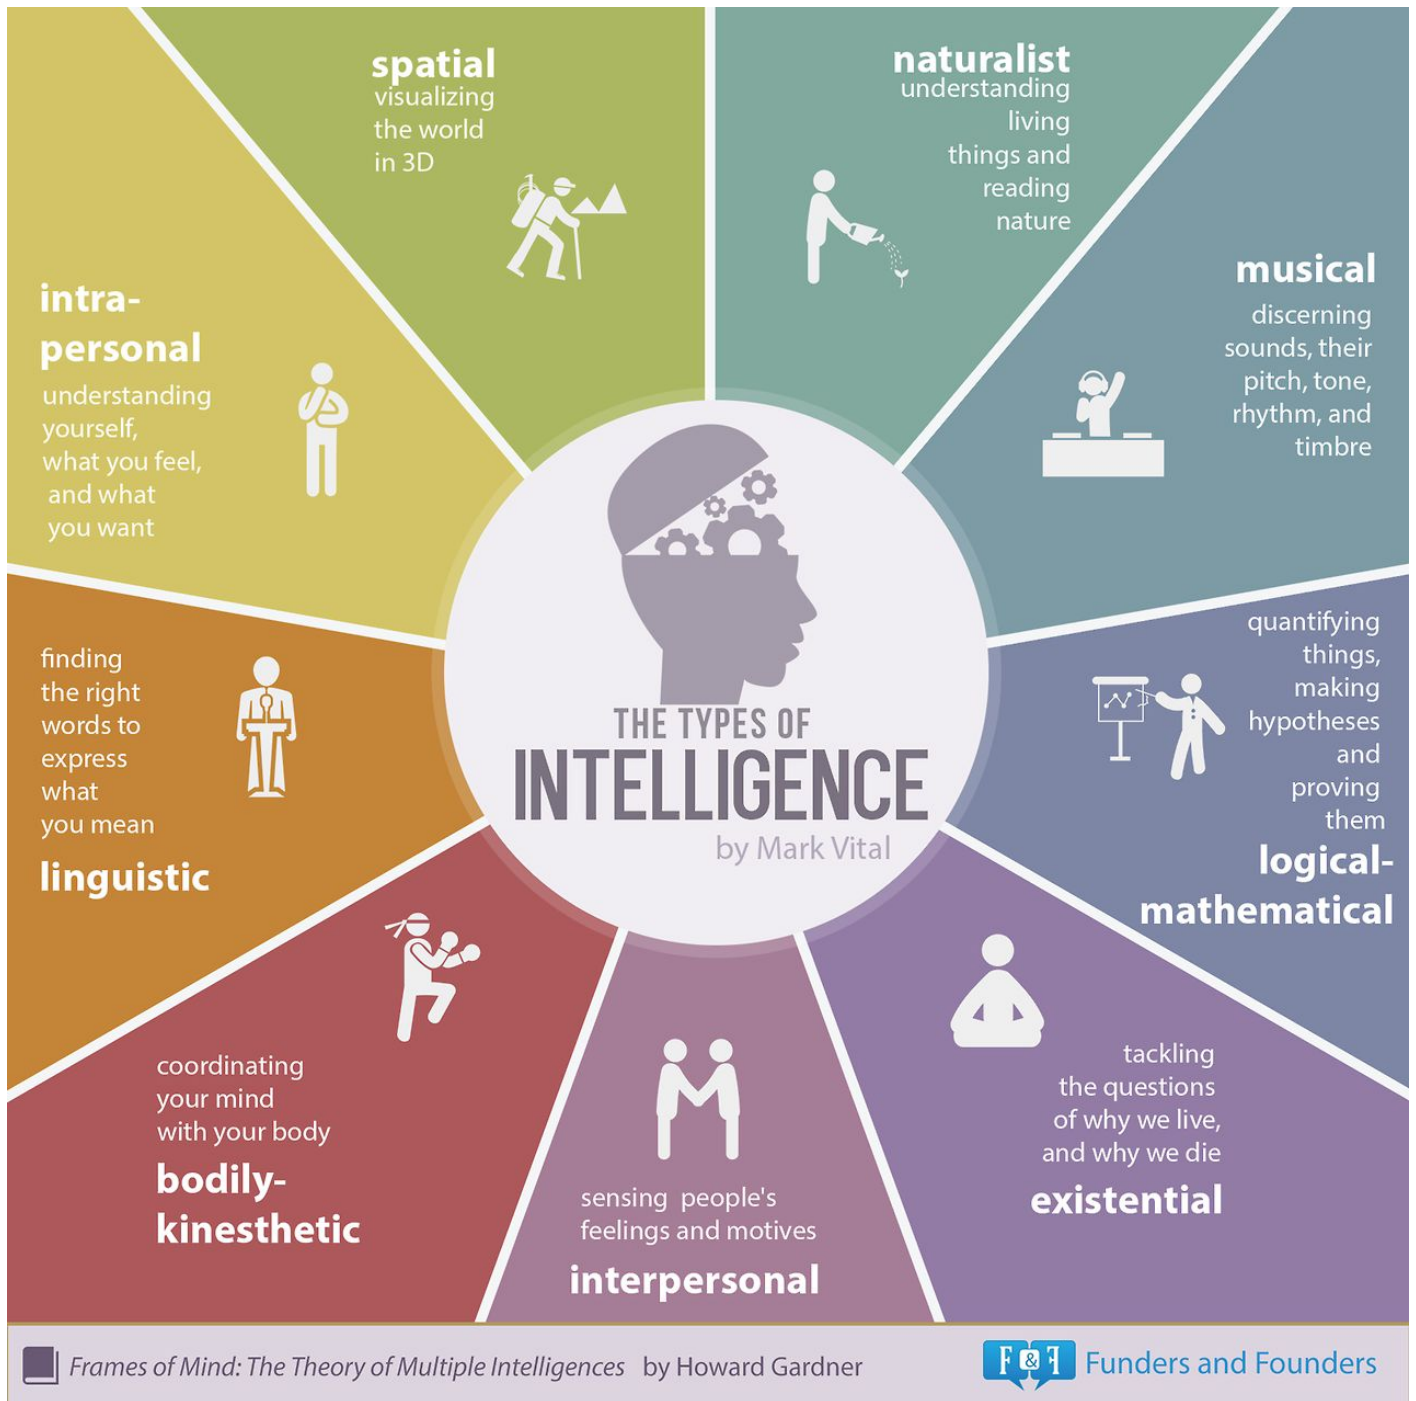 spatial
visualizing
the world
in 3D
naturalist
understanding
living
things and
reading
nature
musical
discerning
sounds, their
pitch, tone,
rhythm, and
timbre
intra-
personal
understanding
yourself,
what you feel,
and what
you want
finding
the right
words to
express
what
you mean
linguistic
THE TYPES OF
INTELLIGENCE
by Mark Vital
quantifying
things,
making
hypotheses
and
proving
them
logical-
mathematical
coordinating
your mind
with your body
bodily-
kinesthetic
sensing people's
feelings and motives
interpersonal
tackling
the questions
of why we live,
and why we die
existential
Frames of Mind: The Theory of Multiple Intelligences by Howard Gardner
F & F Funders and Founders